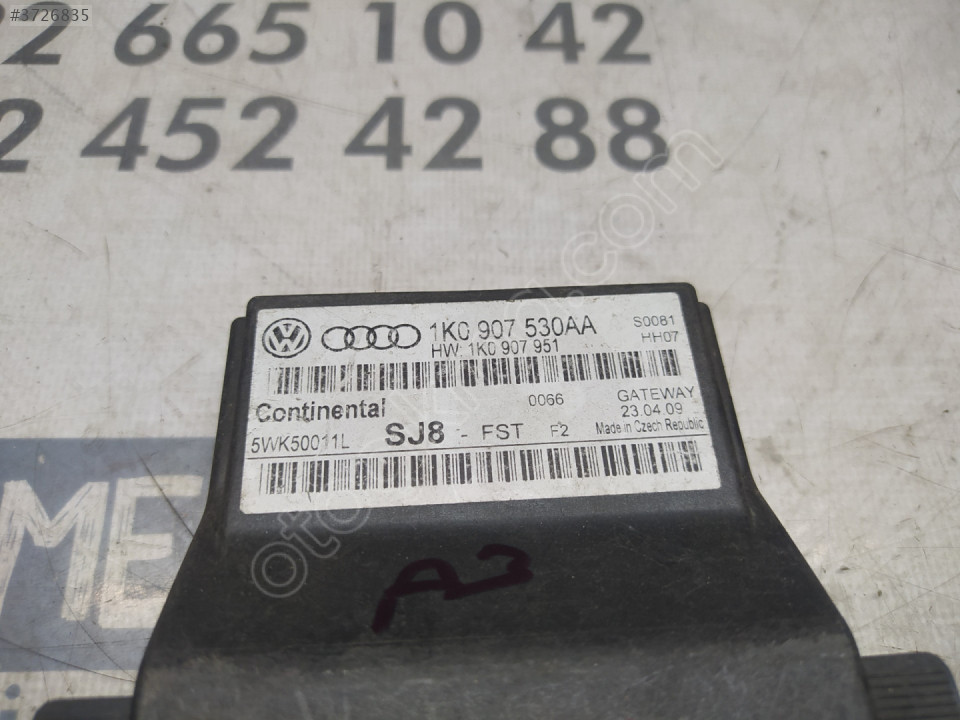 #3726835
2 665 10 42
2 452 42 88
1K0 907 530AA S0081
HW: 1K0 907 951 HH07
Continental 0066 GATEWAY
23.04.09
5WK50011L SJ8 - FST F2 Made in Czech Republic
A3
ME